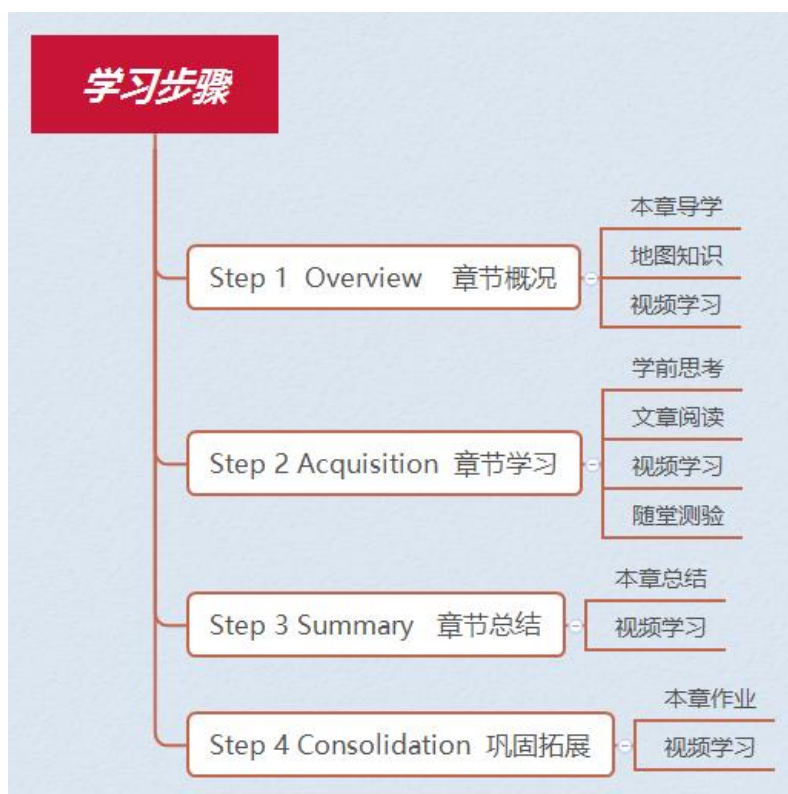 学习步骤
本章导学
Step 1 Overview 章节概况
地图知识
视频学习
学前思考
文章阅读
Step 2 Acquisition 章节学习
视频学习
随堂测验
本章总结
Step 3 Summary 章节总结
视频学习
本章作业
Step 4 Consolidation 巩固拓展
视频学习